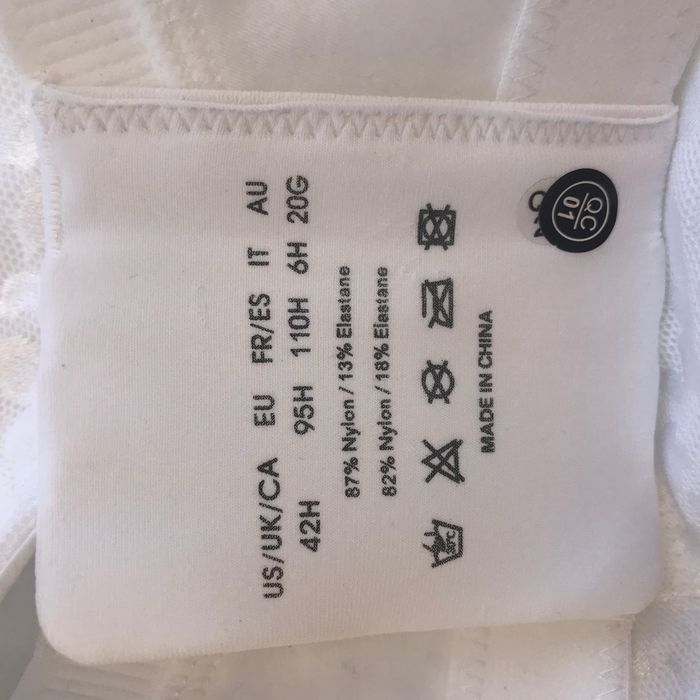 US/UK/CA EU FR/ES IT AU
42H 95H 110H 6H 20G
87% Nylon / 13% Elastane
82% Nylon / 18% Elastane
30°C
MADE IN CHINA
QC
01